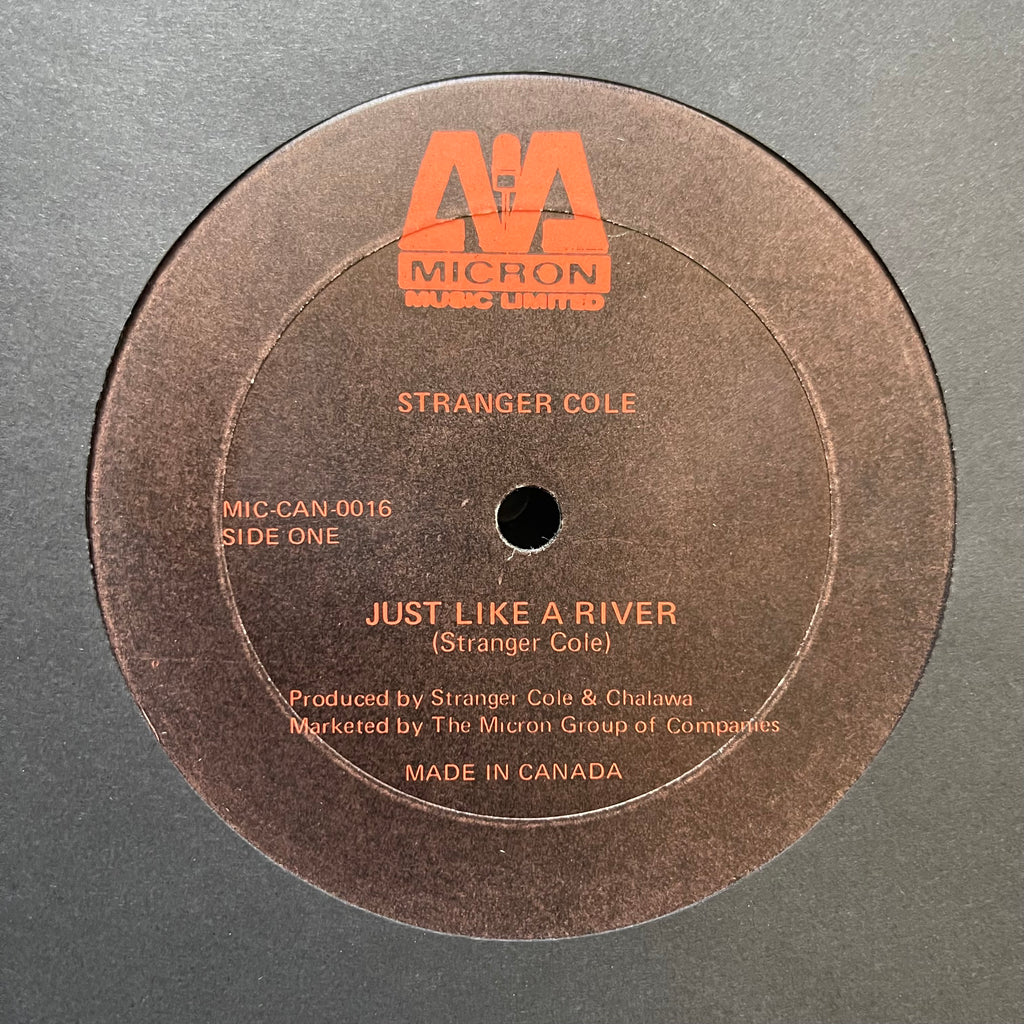 MICRON
MUSIC LIMITED
STRANGER COLE
MIC-CAN-0016
SIDE ONE
JUST LIKE A RIVER
(Stranger Cole)
Produced by Stranger Cole & Chalawa
Marketed by The Micron Group of Companies
MADE IN CANADA